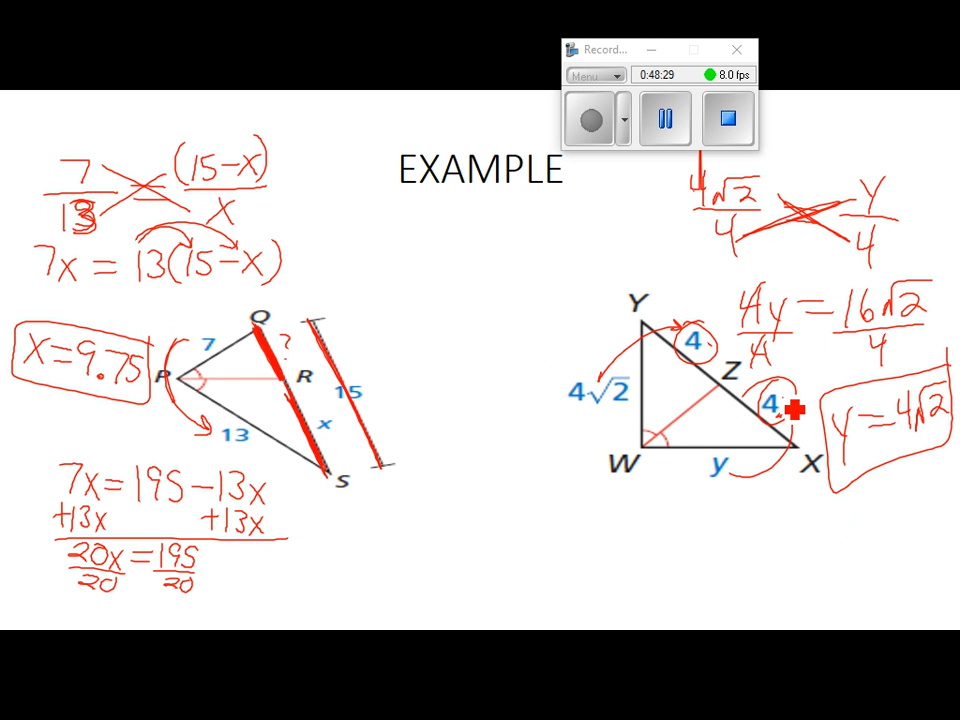 Record...
Menu
0:48:29
8.0 fps
EXAMPLE
7/13 (15-x)/x
7x = 13(15-x)
x = 9.75
Q
7
?
P
R
15
x
13
S
7x = 195 - 13x
+13x +13x
20x = 195
20 20
4√2/4 y/4
4y = 16√2
4 4
y = 4√2
Y
4
Z
4√2
4
W
y
X